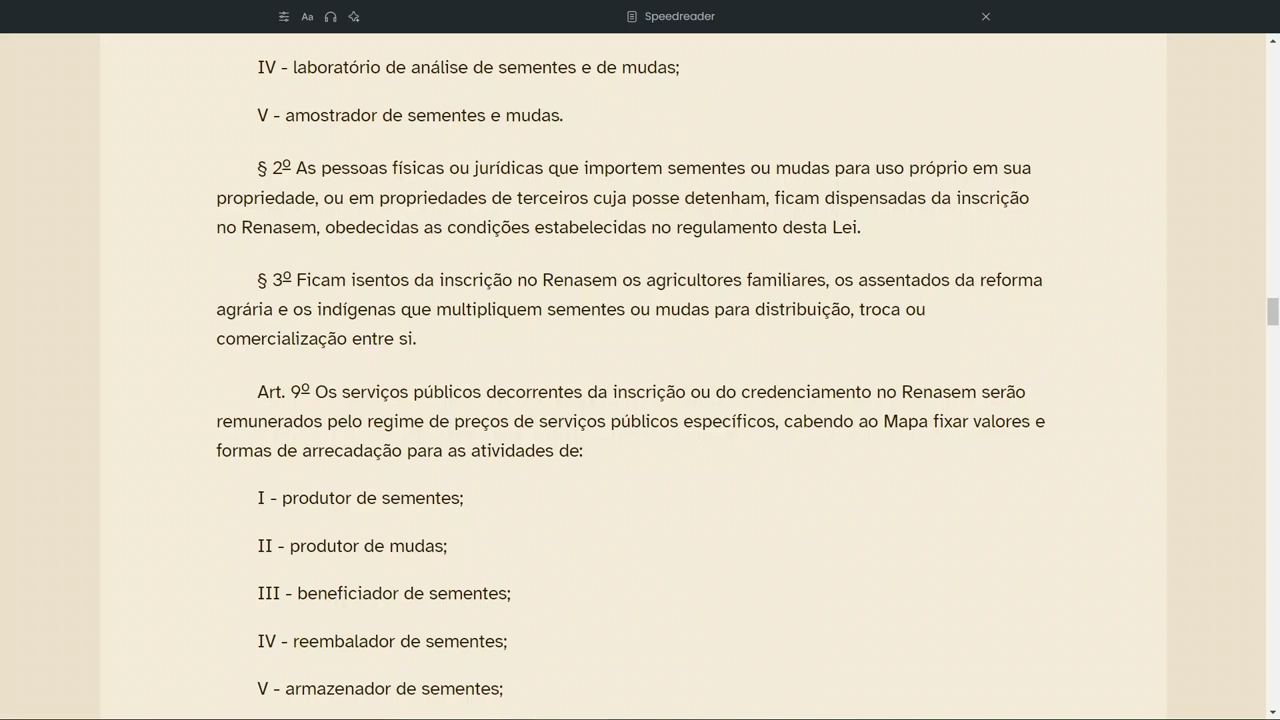 Aa
Speedreader
IV - laboratório de análise de sementes e de mudas;
V - amostrador de sementes e mudas.
§ 2º As pessoas físicas ou jurídicas que importem sementes ou mudas para uso próprio em sua
propriedade, ou em propriedades de terceiros cuja posse detenham, ficam dispensadas da inscrição
no Renasem, obedecidas as condições estabelecidas no regulamento desta Lei.
§ 3º Ficam isentos da inscrição no Renasem os agricultores familiares, os assentados da reforma
agrária e os indígenas que multipliquem sementes ou mudas para distribuição, troca ou
comercialização entre si.
Art. 9º Os serviços públicos decorrentes da inscrição ou do credenciamento no Renasem serão
remunerados pelo regime de preços de serviços públicos específicos, cabendo ao Mapa fixar valores e
formas de arrecadação para as atividades de:
I - produtor de sementes;
II - produtor de mudas;
III - beneficiador de sementes;
IV - reembalador de sementes;
V - armazenador de sementes;